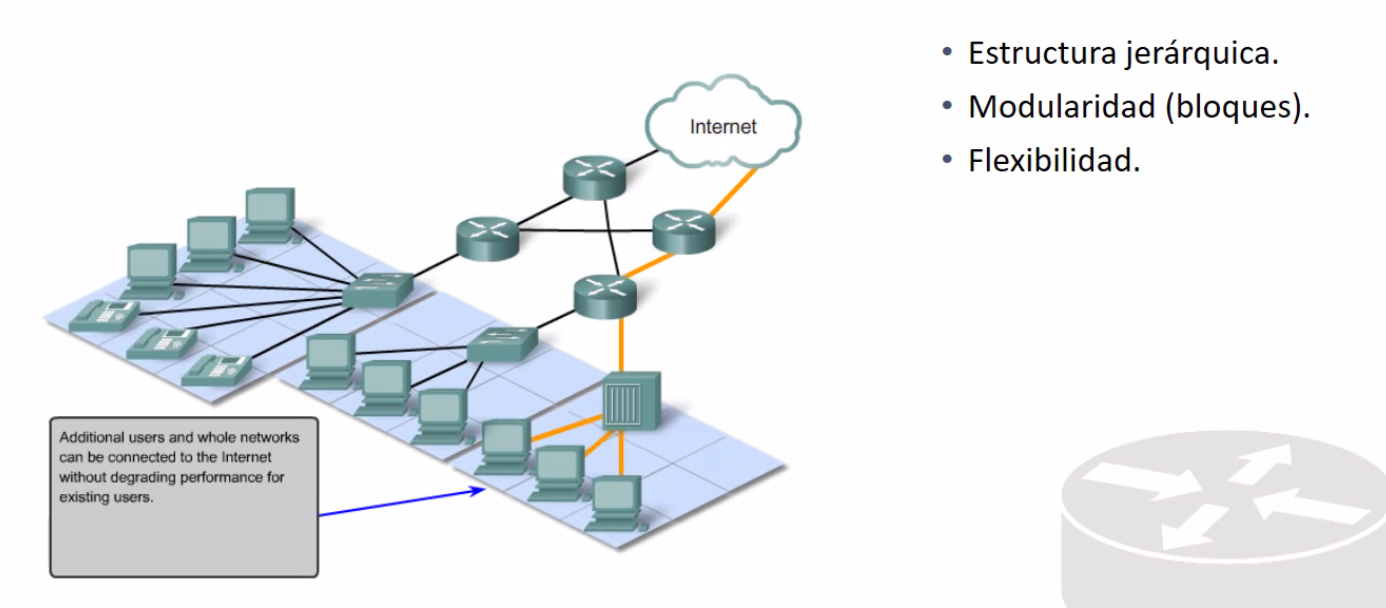 • Estructura jerárquica.
• Modularidad (bloques).
• Flexibilidad.
Internet
Additional users and whole networks
can be connected to the Internet
without degrading performance for
existing users.